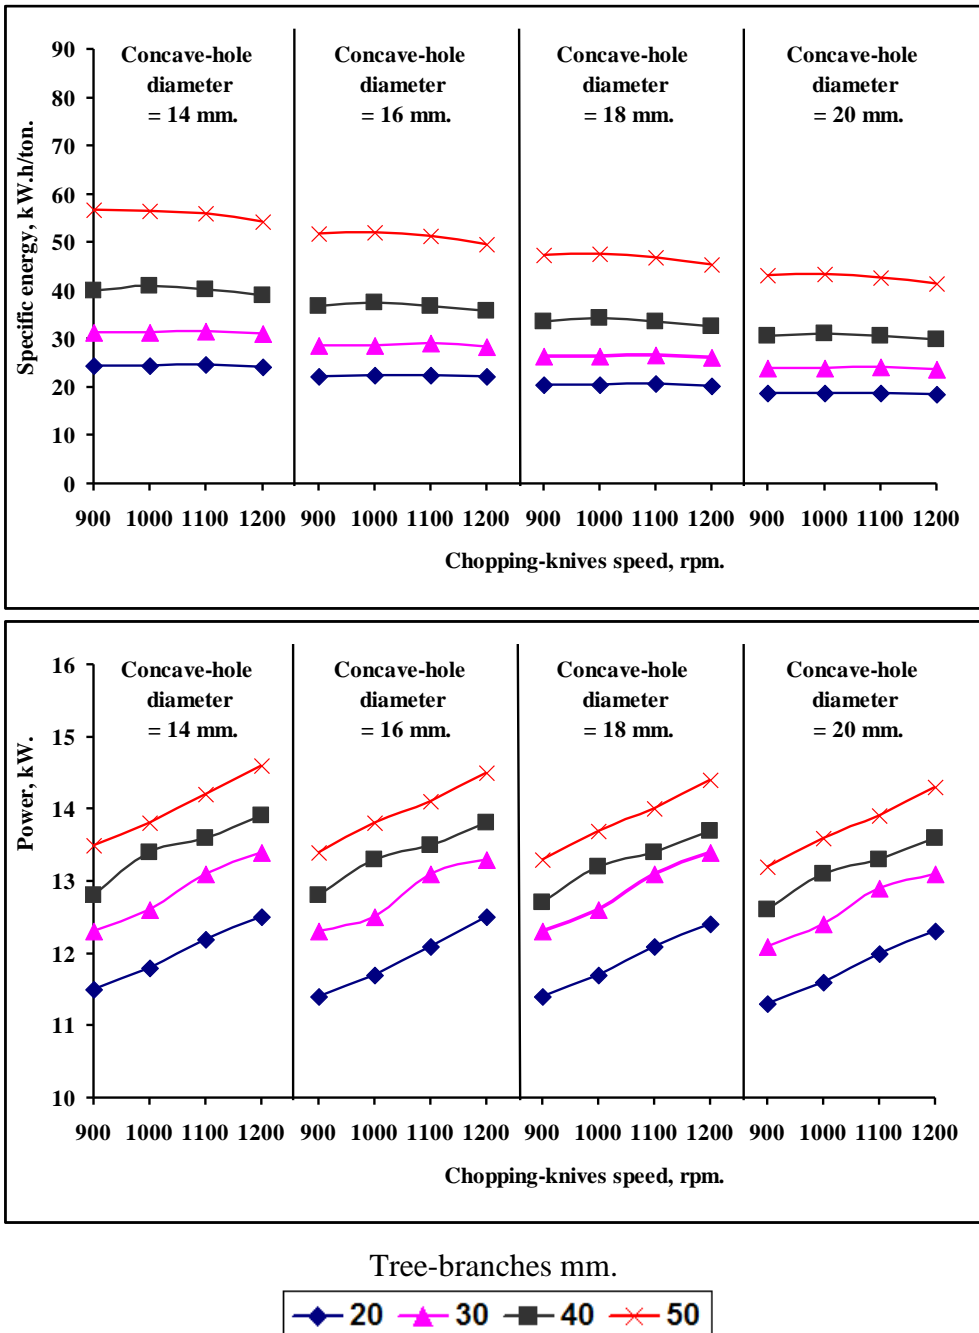 Specific energy, kW.h/ton.
90
80
70
60
50
40
30
20
10
0
Concave-hole
diameter
= 14 mm.
Concave-hole
diameter
= 16 mm.
Concave-hole
diameter
= 18 mm.
Concave-hole
diameter
= 20 mm.
900 1000 1100 1200 900 1000 1100 1200 900 1000 1100 1200 900 1000 1100 1200
Chopping-knives speed, rpm.
Power, kW.
16
15
14
13
12
11
10
Concave-hole
diameter
= 14 mm.
Concave-hole
diameter
= 16 mm.
Concave-hole
diameter
= 18 mm.
Concave-hole
diameter
= 20 mm.
900 1000 1100 1200 900 1000 1100 1200 900 1000 1100 1200 900 1000 1100 1200
Chopping-knives speed, rpm.
Tree-branches mm.
20 30 40 50